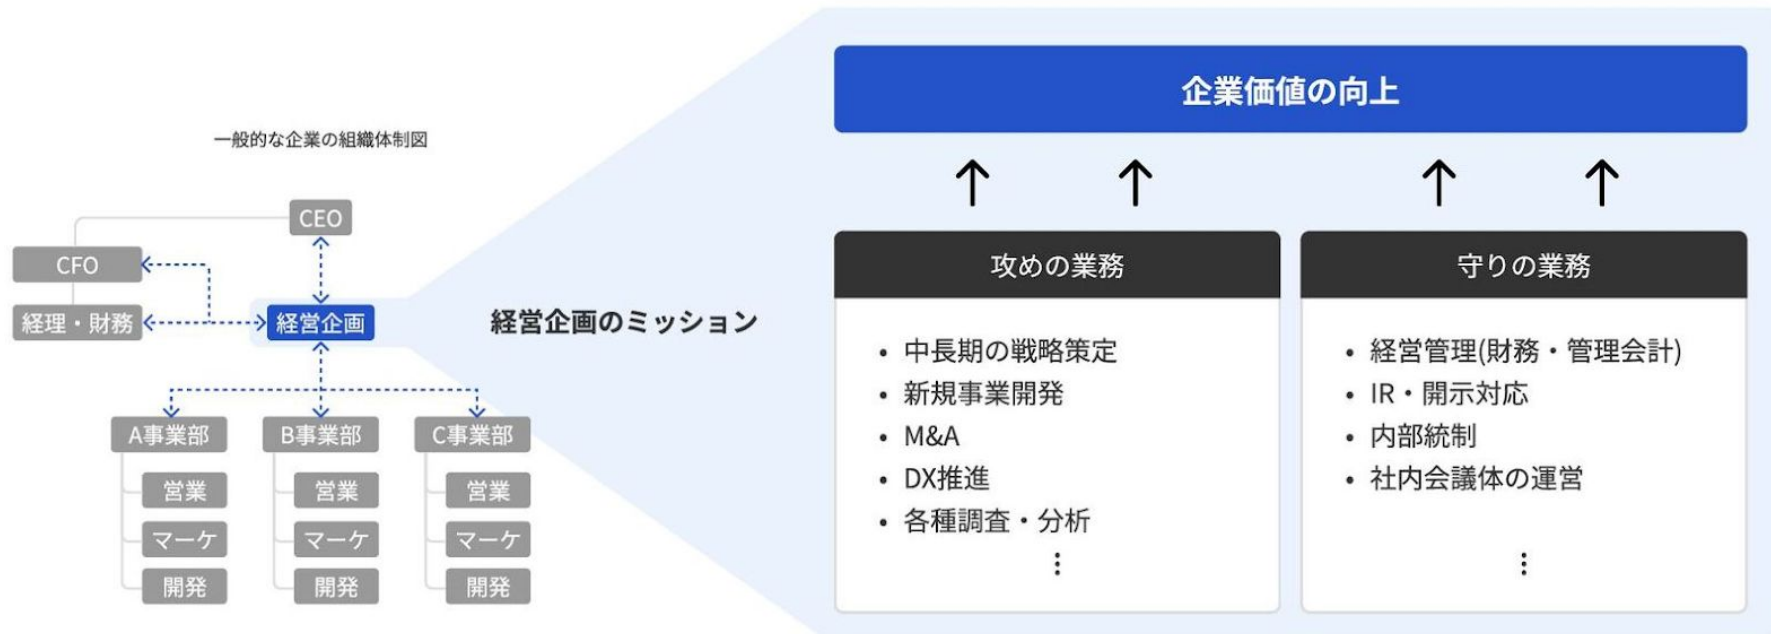 一般的な企業の組織体制図
CEO
CFO
経理・財務
経営企画
A事業部
営業
マーケ
開発
B事業部
営業
マーケ
開発
C事業部
営業
マーケ
開発
経営企画のミッション
企業価値の向上
攻めの業務
• 中長期の戦略策定
• 新規事業開発
• M&A
• DX推進
• 各種調査・分析
⋮
守りの業務
• 経営管理(財務・管理会計)
• IR・開示対応
• 内部統制
• 社内会議体の運営
⋮